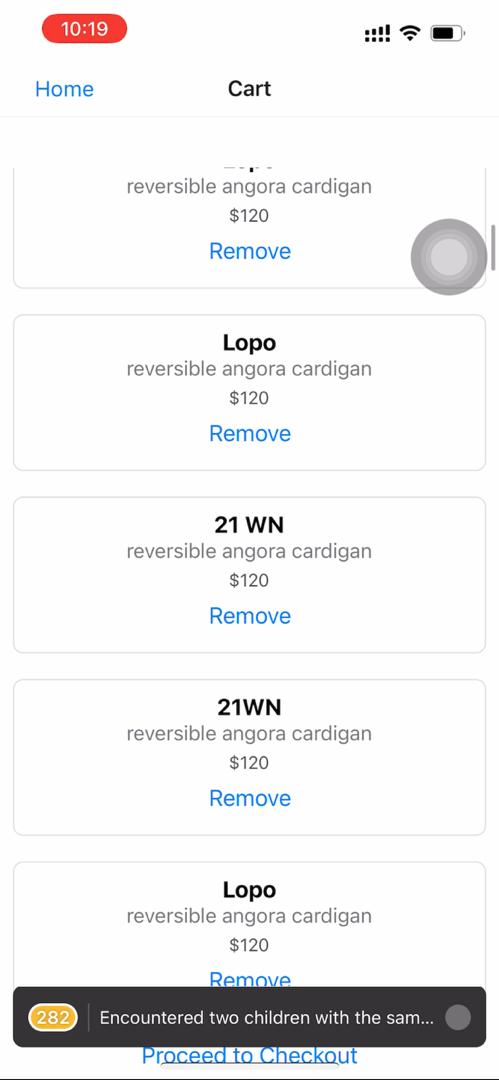 10:19
Home
Cart
Lopo
reversible angora cardigan
$120
Remove
Lopo
reversible angora cardigan
$120
Remove
21 WN
reversible angora cardigan
$120
Remove
21WN
reversible angora cardigan
$120
Remove
Lopo
reversible angora cardigan
$120
Remove
282 Encountered two children with the sam...
Proceed to Checkout